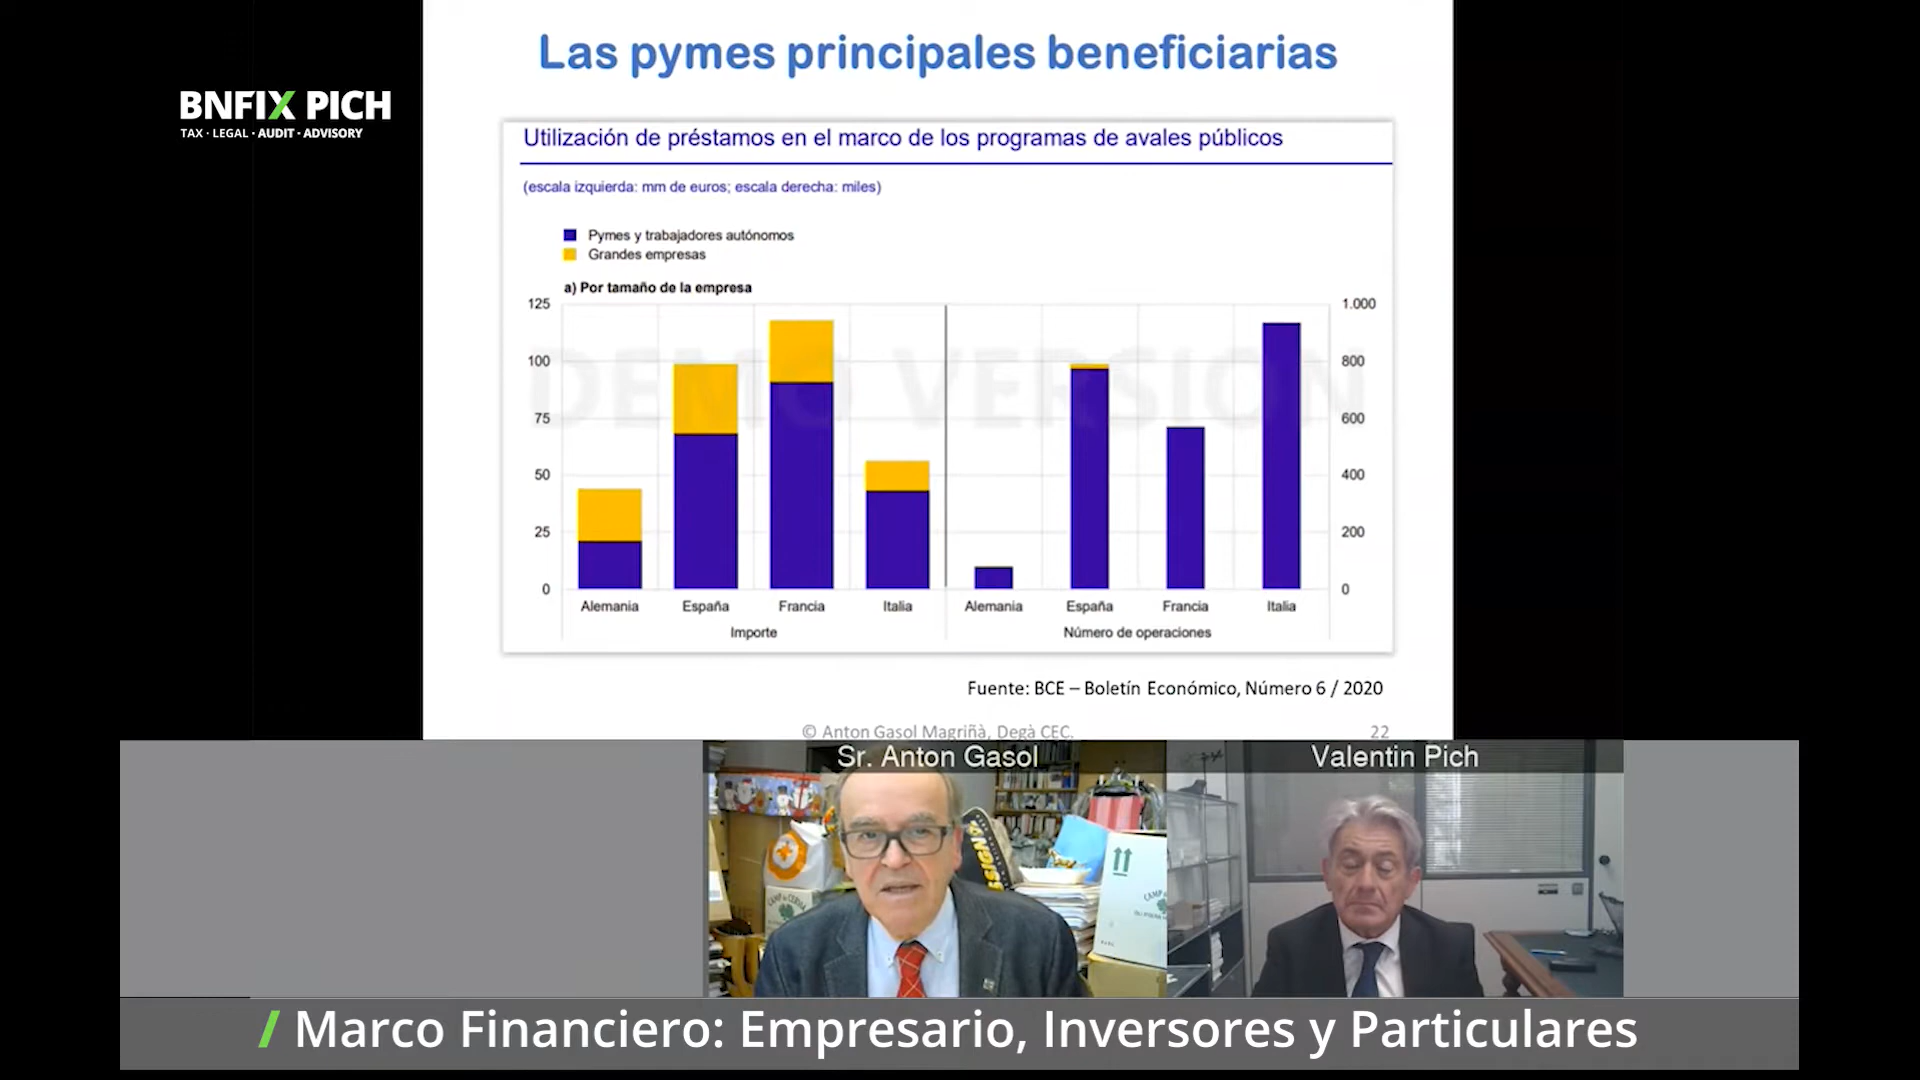 Las pymes principales beneficiarias
BNFIX PICH
TAX · LEGAL · AUDIT · ADVISORY
Utilización de préstamos en el marco de los programas de avales públicos
(escala izquierda: mm de euros; escala derecha: miles)
Pymes y trabajadores autónomos
Grandes empresas
a) Por tamaño de la empresa
125
100
75
50
25
0
1.000
800
600
400
200
0
DEMO VERSION
Alemania España Francia Italia Alemania España Francia Italia
Importe Número de operaciones
Fuente: BCE – Boletín Económico, Número 6 / 2020
© Anton Gasol Magriñà, Degà CEC. 22
Sr. Anton Gasol
Valentin Pich
/ Marco Financiero: Empresario, Inversores y Particulares